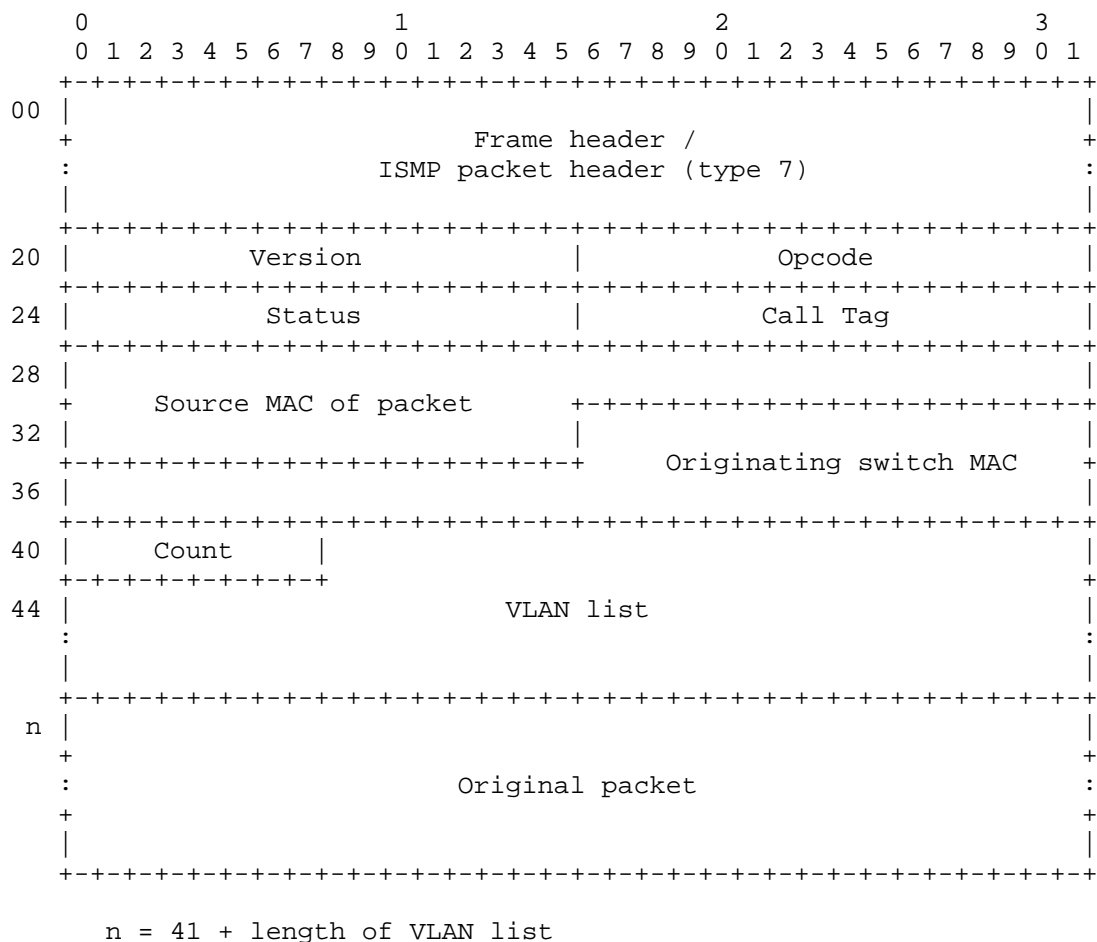 0                   1                   2                   3
 0 1 2 3 4 5 6 7 8 9 0 1 2 3 4 5 6 7 8 9 0 1 2 3 4 5 6 7 8 9 0 1
   +-+-+-+-+-+-+-+-+-+-+-+-+-+-+-+-+-+-+-+-+-+-+-+-+-+-+-+-+-+-+-+-+
00 |                                                               |
   +                         Frame header /                        +
   :                   ISMP packet header (type 7)                 :
   |                                                               |
   +-+-+-+-+-+-+-+-+-+-+-+-+-+-+-+-+-+-+-+-+-+-+-+-+-+-+-+-+-+-+-+-+
20 |           Version             |            Opcode             |
   +-+-+-+-+-+-+-+-+-+-+-+-+-+-+-+-+-+-+-+-+-+-+-+-+-+-+-+-+-+-+-+-+
24 |            Status             |           Call Tag            |
   +-+-+-+-+-+-+-+-+-+-+-+-+-+-+-+-+-+-+-+-+-+-+-+-+-+-+-+-+-+-+-+-+
28 |                                                               |
   +     Source MAC of packet      +-+-+-+-+-+-+-+-+-+-+-+-+-+-+-+-+
32 |                               |                               |
   +-+-+-+-+-+-+-+-+-+-+-+-+-+-+-+-+     Originating switch MAC    +
36 |                                                               |
   +-+-+-+-+-+-+-+-+-+-+-+-+-+-+-+-+-+-+-+-+-+-+-+-+-+-+-+-+-+-+-+-+
40 |     Count     |                                               |
   +-+-+-+-+-+-+-+-+                                               +
44 |                           VLAN list                           |
   :                                                               :
   |                                                               |
   +-+-+-+-+-+-+-+-+-+-+-+-+-+-+-+-+-+-+-+-+-+-+-+-+-+-+-+-+-+-+-+-+
 n |                                                               |
   +                                                               +
   :                        Original packet                        :
   +                                                               +
   |                                                               |
   +-+-+-+-+-+-+-+-+-+-+-+-+-+-+-+-+-+-+-+-+-+-+-+-+-+-+-+-+-+-+-+-+
      n = 41 + length of VLAN list